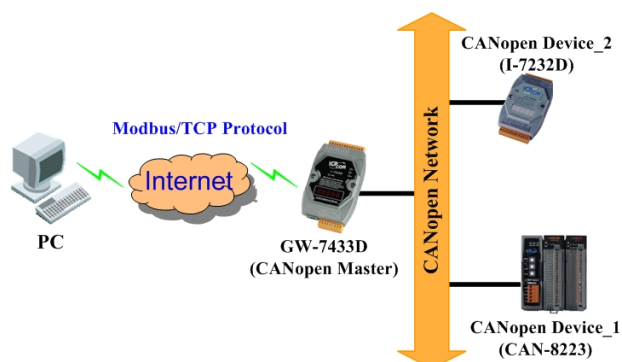 CANopen Device_2
(I-7232D)
Modbus/TCP Protocol
Internet
PC
GW-7433D
(CANopen Master)
CANopen Network
CANopen Device_1
(CAN-8223)